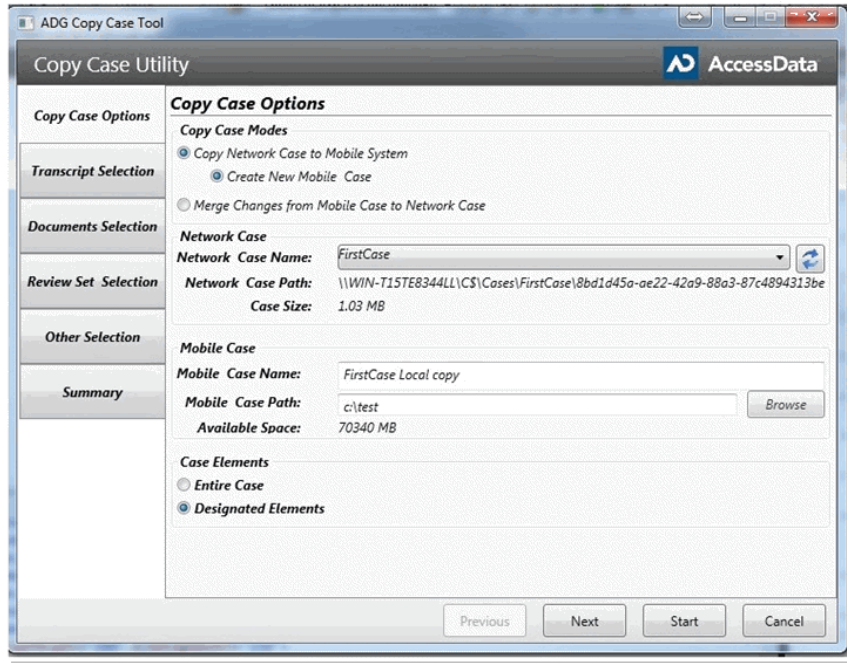 ADG Copy Case Tool
Copy Case Utility
AccessData
Copy Case Options
Transcript Selection
Documents Selection
Review Set Selection
Other Selection
Summary
Copy Case Options
Copy Case Modes
Copy Network Case to Mobile System
Create New Mobile Case
Merge Changes from Mobile Case to Network Case
Network Case
Network Case Name: FirstCase
Network Case Path: \\WIN-T15TE8344LL\C$\Cases\FirstCase\8bd1d45a-ae22-42a9-88a3-87c4894313be
Case Size: 1.03 MB
Mobile Case
Mobile Case Name: FirstCase Local copy
Mobile Case Path: c:\test Browse
Available Space: 70340 MB
Case Elements
Entire Case
Designated Elements
Previous Next Start Cancel